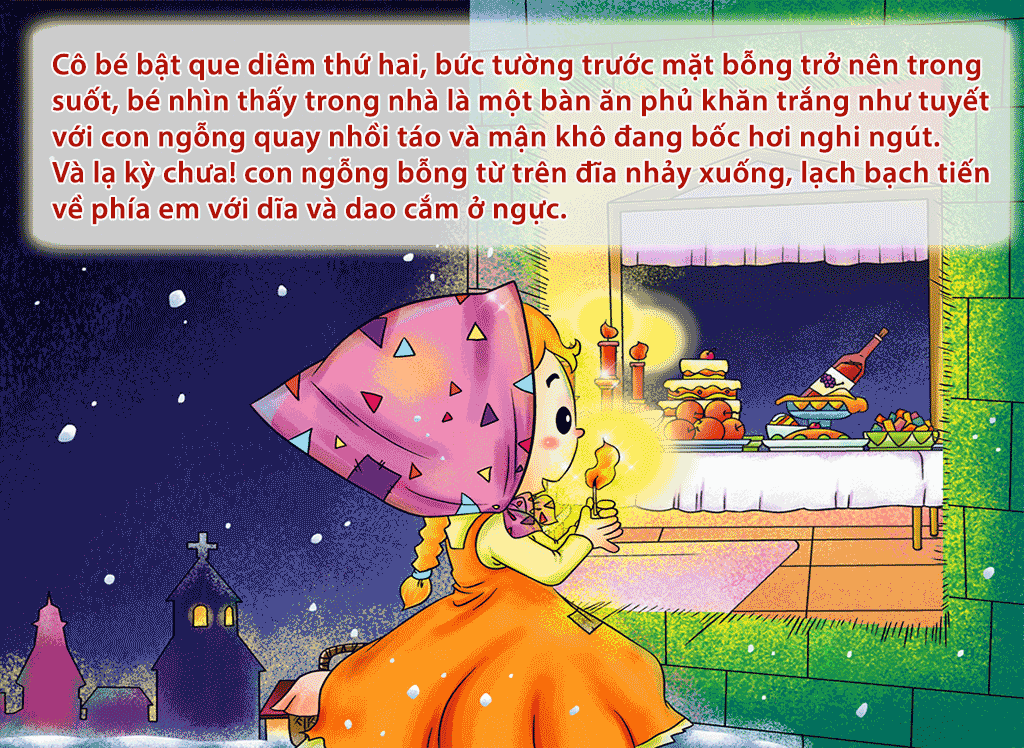 Cô bé bật que diêm thứ hai, bức tường trước mặt bỗng trở nên trong
suốt, bé nhìn thấy trong nhà là một bàn ăn phủ khăn trắng như tuyết
với con ngỗng quay nhồi táo và mận khô đang bốc hơi nghi ngút.
Và lạ kỳ chưa! con ngỗng bỗng từ trên đĩa nhảy xuống, lạch bạch tiến
về phía em với dĩa và dao cắm ở ngực.